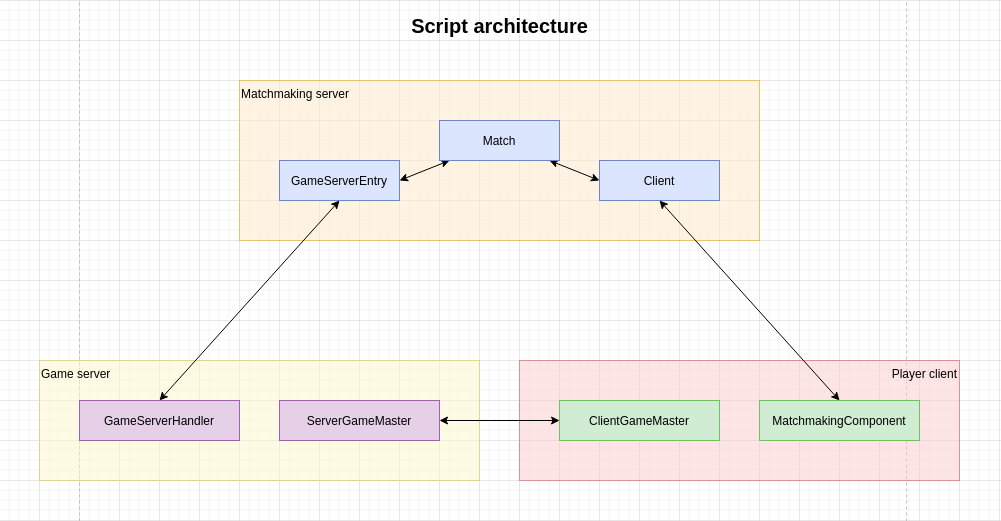 Script architecture
Matchmaking server
Match
GameServerEntry
Client
Game server
Player client
GameServerHandler
ServerGameMaster
ClientGameMaster
MatchmakingComponent